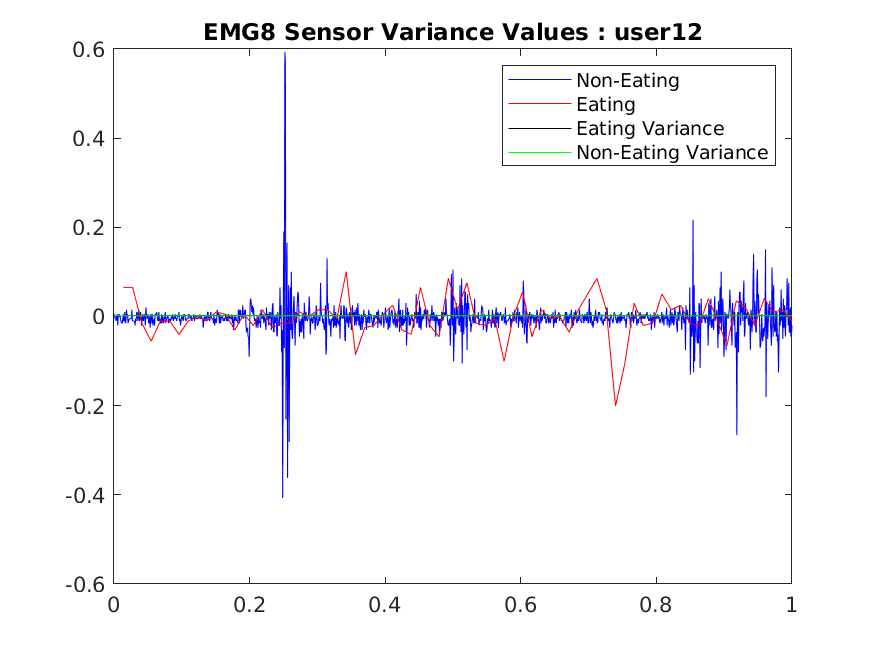 EMG8 Sensor Variance Values : user12
0.6
0.4
0.2
0
-0.2
-0.4
-0.6
0 0.2 0.4 0.6 0.8 1
Non-Eating
Eating
Eating Variance
Non-Eating Variance